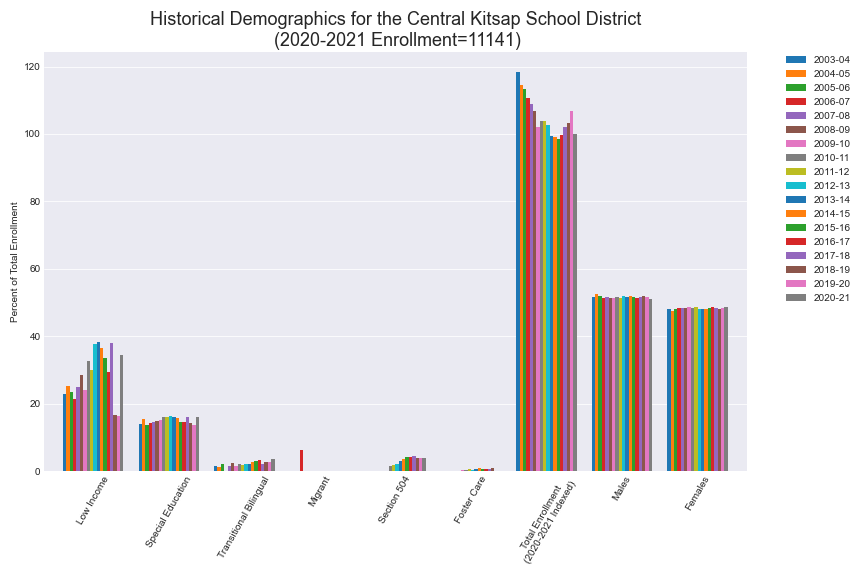 Historical Demographics for the Central Kitsap School District
(2020-2021 Enrollment=11141)
120
100
80
60
40
20
0
Percent of Total Enrollment
Low Income
Special Education
Transitional Bilingual
Migrant
Section 504
Foster Care
Total Enrollment
(2020-2021 Indexed)
Males
Females
2003-04
2004-05
2005-06
2006-07
2007-08
2008-09
2009-10
2010-11
2011-12
2012-13
2013-14
2014-15
2015-16
2016-17
2017-18
2018-19
2019-20
2020-21